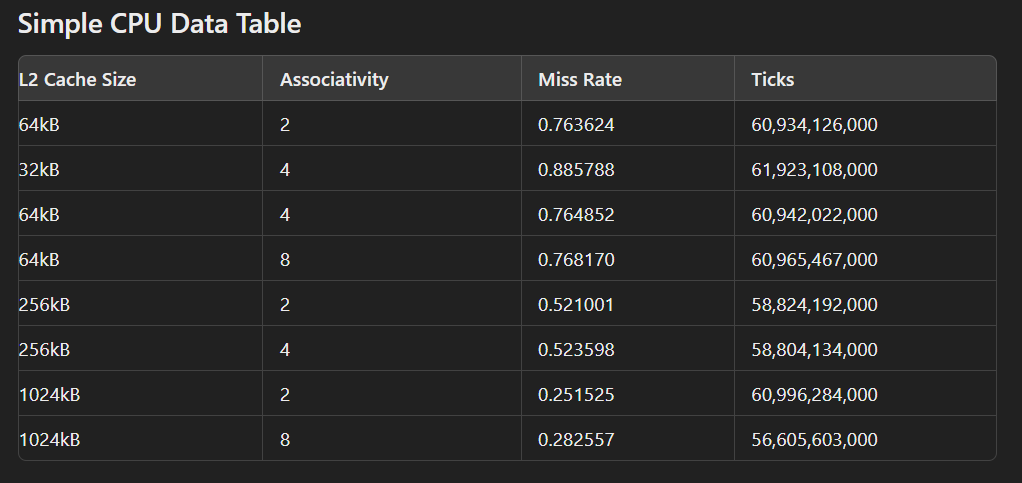 Simple CPU Data Table
L2 Cache Size Associativity Miss Rate Ticks
64kB 2 0.763624 60,934,126,000
32kB 4 0.885788 61,923,108,000
64kB 4 0.764852 60,942,022,000
64kB 8 0.768170 60,965,467,000
256kB 2 0.521001 58,824,192,000
256kB 4 0.523598 58,804,134,000
1024kB 2 0.251525 60,996,284,000
1024kB 8 0.282557 56,605,603,000